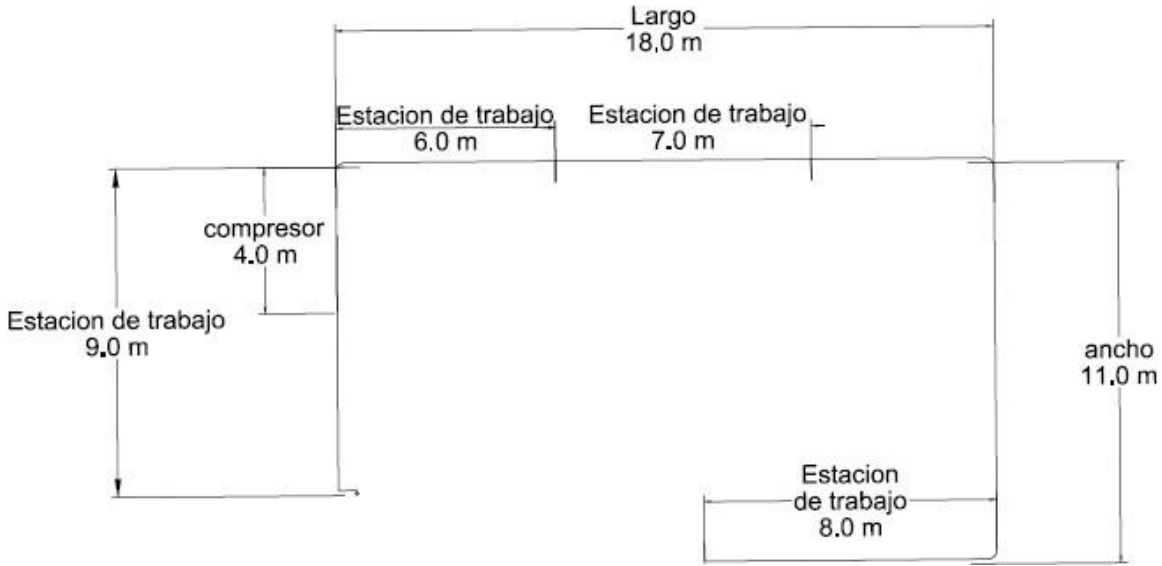 Largo
18.0 m
Estacion de trabajo
6.0 m
Estacion de trabajo
7.0 m
compresor
4.0 m
Estacion de trabajo
9.0 m
ancho
11.0 m
Estacion
de trabajo
8.0 m